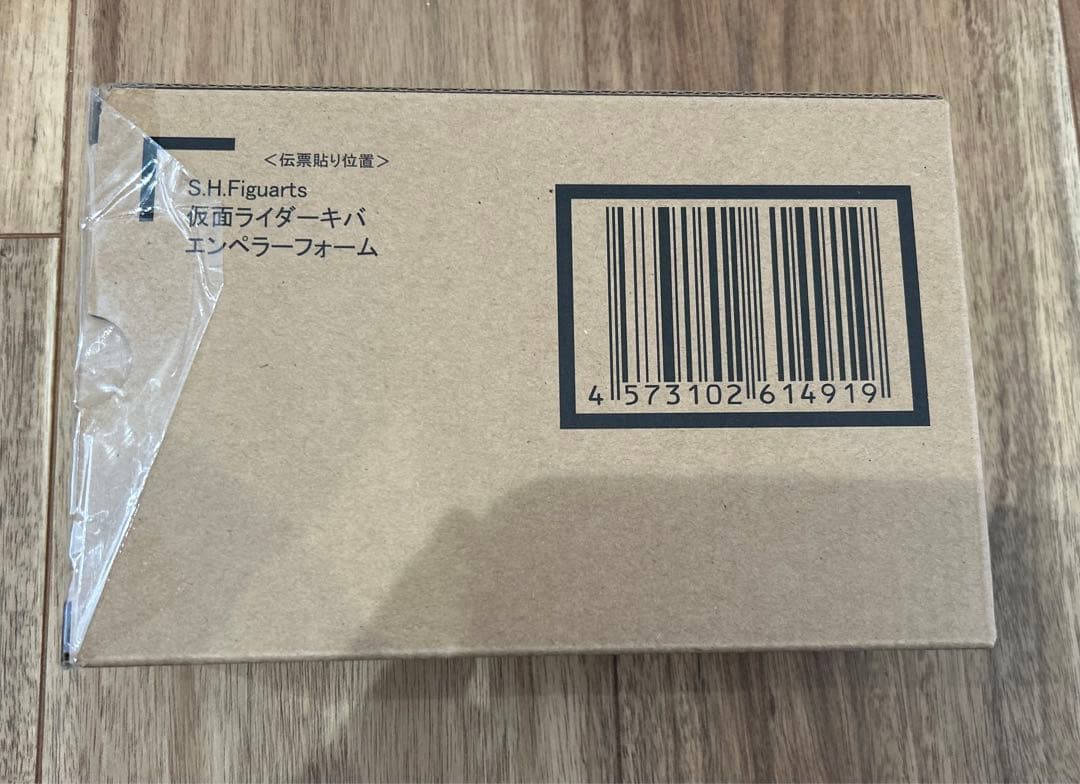 ＜伝票貼り位置＞
S.H.Figuarts
仮面ライダーキバ
エンペラーフォーム
4 573102 614919